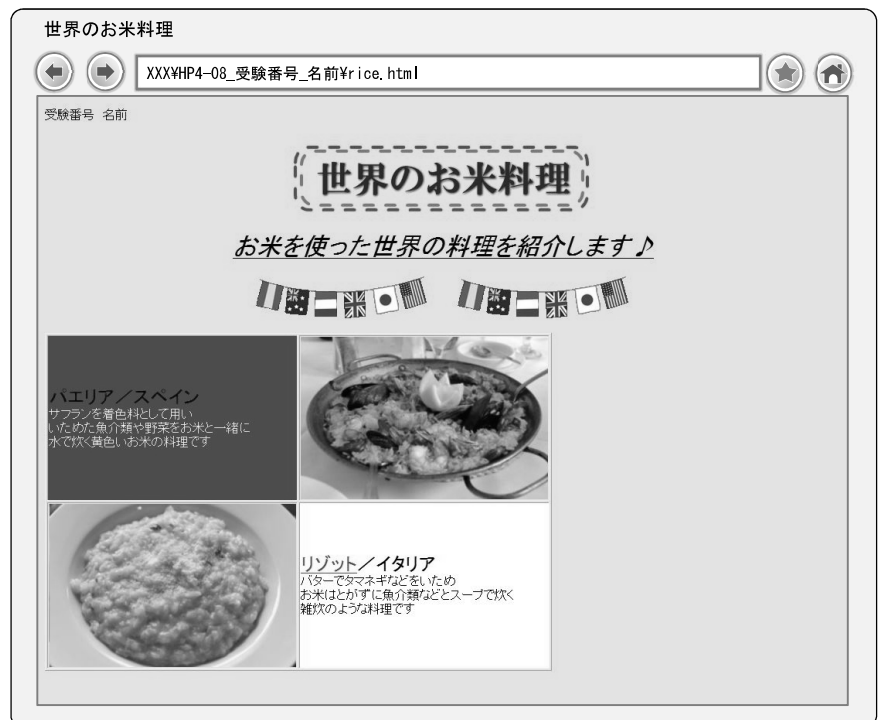 世界のお米料理
XXX¥HP4-08_受験番号_名前¥rice.html
受験番号 名前
世界のお米料理
お米を使った世界の料理を紹介します♪
パエリア／スペイン
サフランを着色料として用い
いためた魚介類や野菜をお米と一緒に
水で炊く黄色いお米の料理です
リゾット／イタリア
バターでタマネギなどをいため
お米はとがずに魚介類などとスープで炊く
雑炊のような料理です